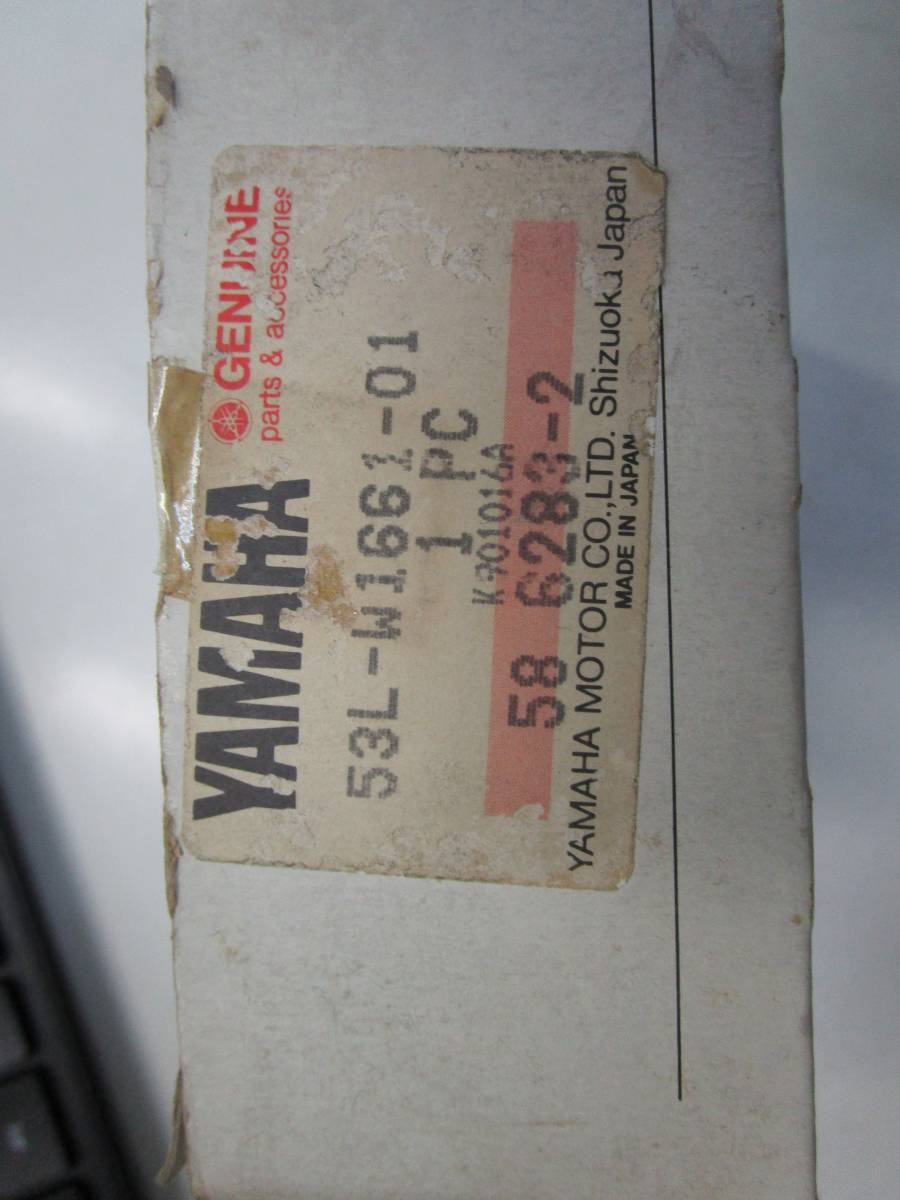 YAMAHA GENUINE
parts & accessories
53L-W1661-01
1 PC
K901016A
58 6283-2
YAMAHA MOTOR CO.,LTD. Shizuoka Japan
MADE IN JAPAN